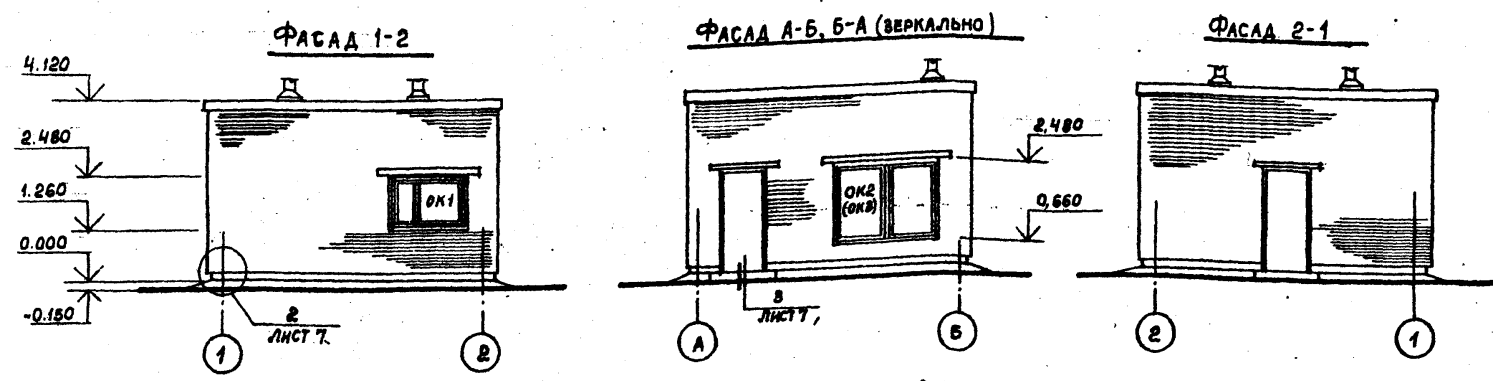 ФАСАД 1-2
4.120
2.480
1.260
0.000
-0.150
ОК1
2
ЛИСТ 7.
1
2
ФАСАД А-Б, Б-А (ЗЕРКАЛЬНО)
2,480
0,660
ОК2
(ОК3)
3
ЛИСТ 7,
А
Б
ФАСАД 2-1
2
1